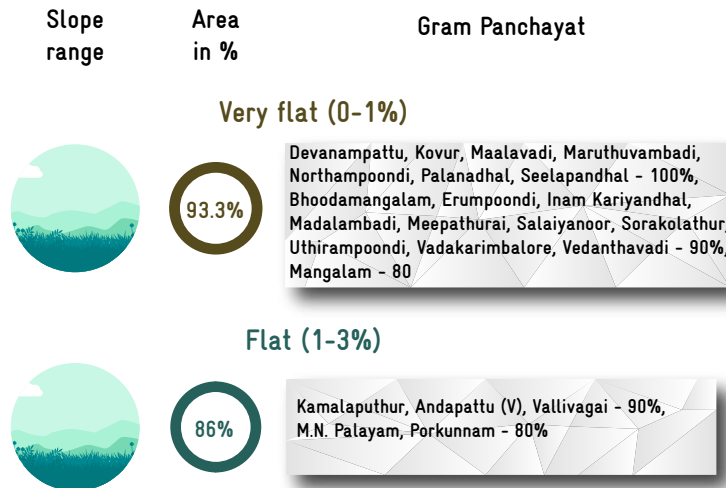 Slope range
Area in %
Gram Panchayat
Very flat (0-1%)
93.3%
Devanampattu, Kovur, Maalavadi, Maruthuvambadi,
Northampoondi, Palanadhal, Seelapandhal - 100%,
Bhoodamangalam, Erumpoondi, Inam Kariyandhal,
Madalambadi, Meepathurai, Salaiyanoor, Sorakolathur,
Uthirampoondi, Vadakarimbalore, Vedanthavadi - 90%,
Mangalam - 80
Flat (1-3%)
86%
Kamalaputhur, Andapattu (V), Vallivagai - 90%,
M.N. Palayam, Porkunnam - 80%